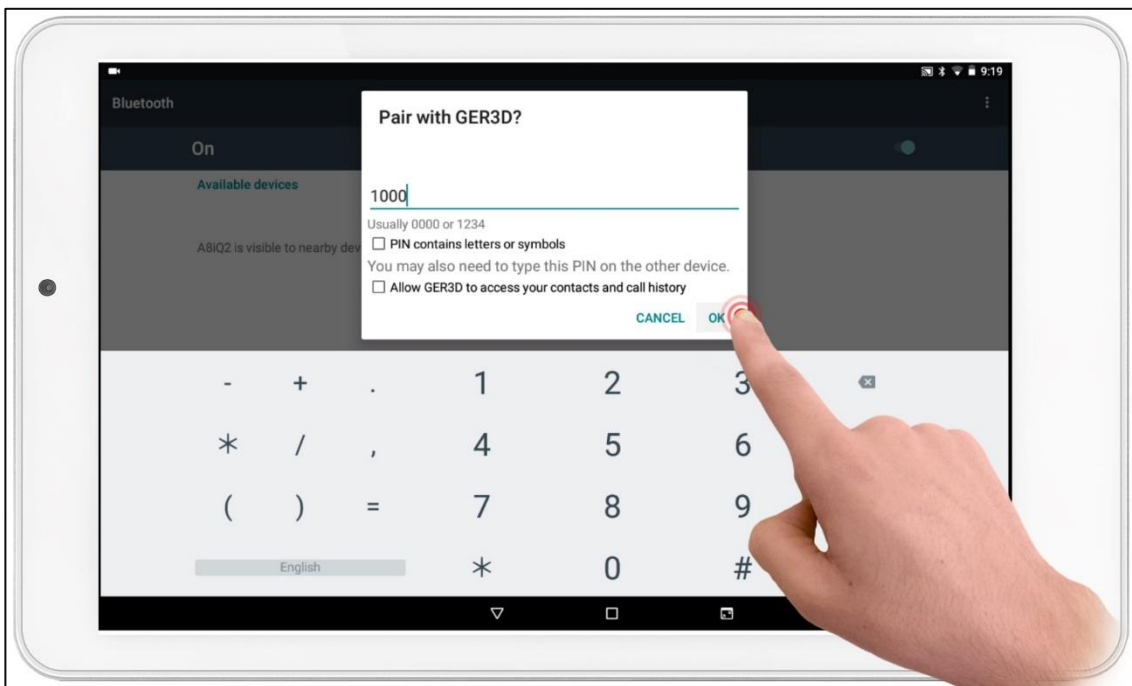 9:19
Bluetooth
On
Available devices
A8iQ2 is visible to nearby dev
Pair with GER3D?
1000
Usually 0000 or 1234
PIN contains letters or symbols
You may also need to type this PIN on the other device.
Allow GER3D to access your contacts and call history
CANCEL OK
- + . 1 2 3
* / , 4 5 6
( ) = 7 8 9
English * 0 #